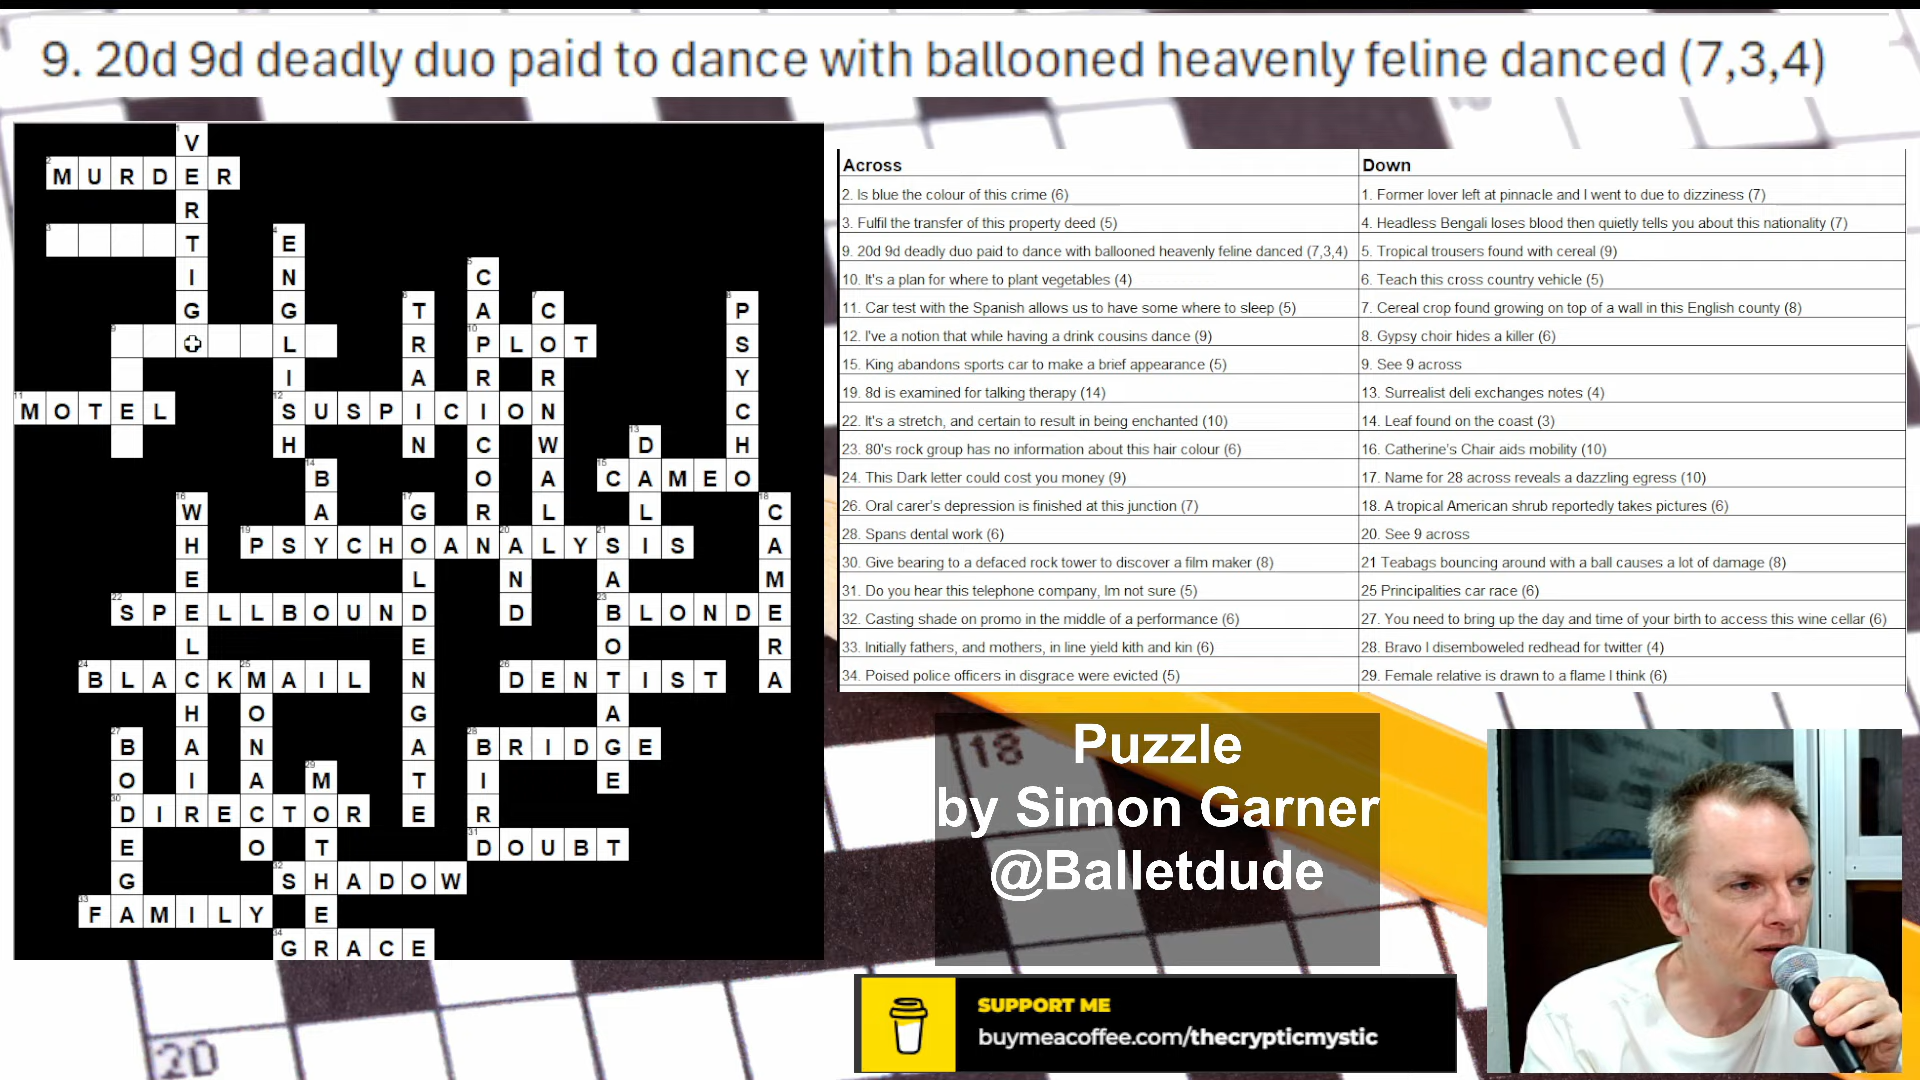 9. 20d 9d deadly duo paid to dance with ballooned heavenly feline danced (7,3,4)
V
MURDER
R
T E
I C N
G T A C G P
O L R PLOT S
I A R R Y
MOTEL SUSPICION C
H N C W D H
B O A CAMEO
W A G R L L C
H PSYCHOANALYSIS A
E L N A M
SPELLBOUND D BLONDE
L E O R
BLACKMAIL N DENTIST A
H O G A
B A N A BRIDGE
O I A M T I E
DIRECTOR E R
E O T DOUBT
G SHADOW
FAMILY E
GRACE
Across
2. Is blue the colour of this crime (6)
3. Fulfil the transfer of this property deed (5)
9. 20d 9d deadly duo paid to dance with ballooned heavenly feline danced (7,3,4)
10. It's a plan for where to plant vegetables (4)
11. Car test with the Spanish allows us to have some where to sleep (5)
12. I've a notion that while having a drink cousins dance (9)
15. King abandons sports car to make a brief appearance (5)
19. 8d is examined for talking therapy (14)
22. It's a stretch, and certain to result in being enchanted (10)
23. 80's rock group has no information about this hair colour (6)
24. This Dark letter could cost you money (9)
26. Oral carer's depression is finished at this junction (7)
28. Spans dental work (6)
30. Give bearing to a defaced rock tower to discover a film maker (8)
31. Do you hear this telephone company, Im not sure (5)
32. Casting shade on promo in the middle of a performance (6)
33. Initially fathers, and mothers, in line yield kith and kin (6)
34. Poised police officers in disgrace were evicted (5)
Down
1. Former lover left at pinnacle and I went to due to dizziness (7)
4. Headless Bengali loses blood then quietly tells you about this nationality (7)
5. Tropical trousers found with cereal (9)
6. Teach this cross country vehicle (5)
7. Cereal crop found growing on top of a wall in this English county (8)
8. Gypsy choir hides a killer (6)
9. See 9 across
13. Surrealist deli exchanges notes (4)
14. Leaf found on the coast (3)
16. Catherine's Chair aids mobility (10)
17. Name for 28 across reveals a dazzling egress (10)
18. A tropical American shrub reportedly takes pictures (6)
20. See 9 across
21 Teabags bouncing around with a ball causes a lot of damage (8)
25 Principalities car race (6)
27. You need to bring up the day and time of your birth to access this wine cellar (6)
28. Bravo I disemboweled redhead for twitter (4)
29. Female relative is drawn to a flame I think (6)
18
20
Puzzle
by Simon Garner
@Balletdude
SUPPORT ME
buymeacoffee.com/thecrypticmystic